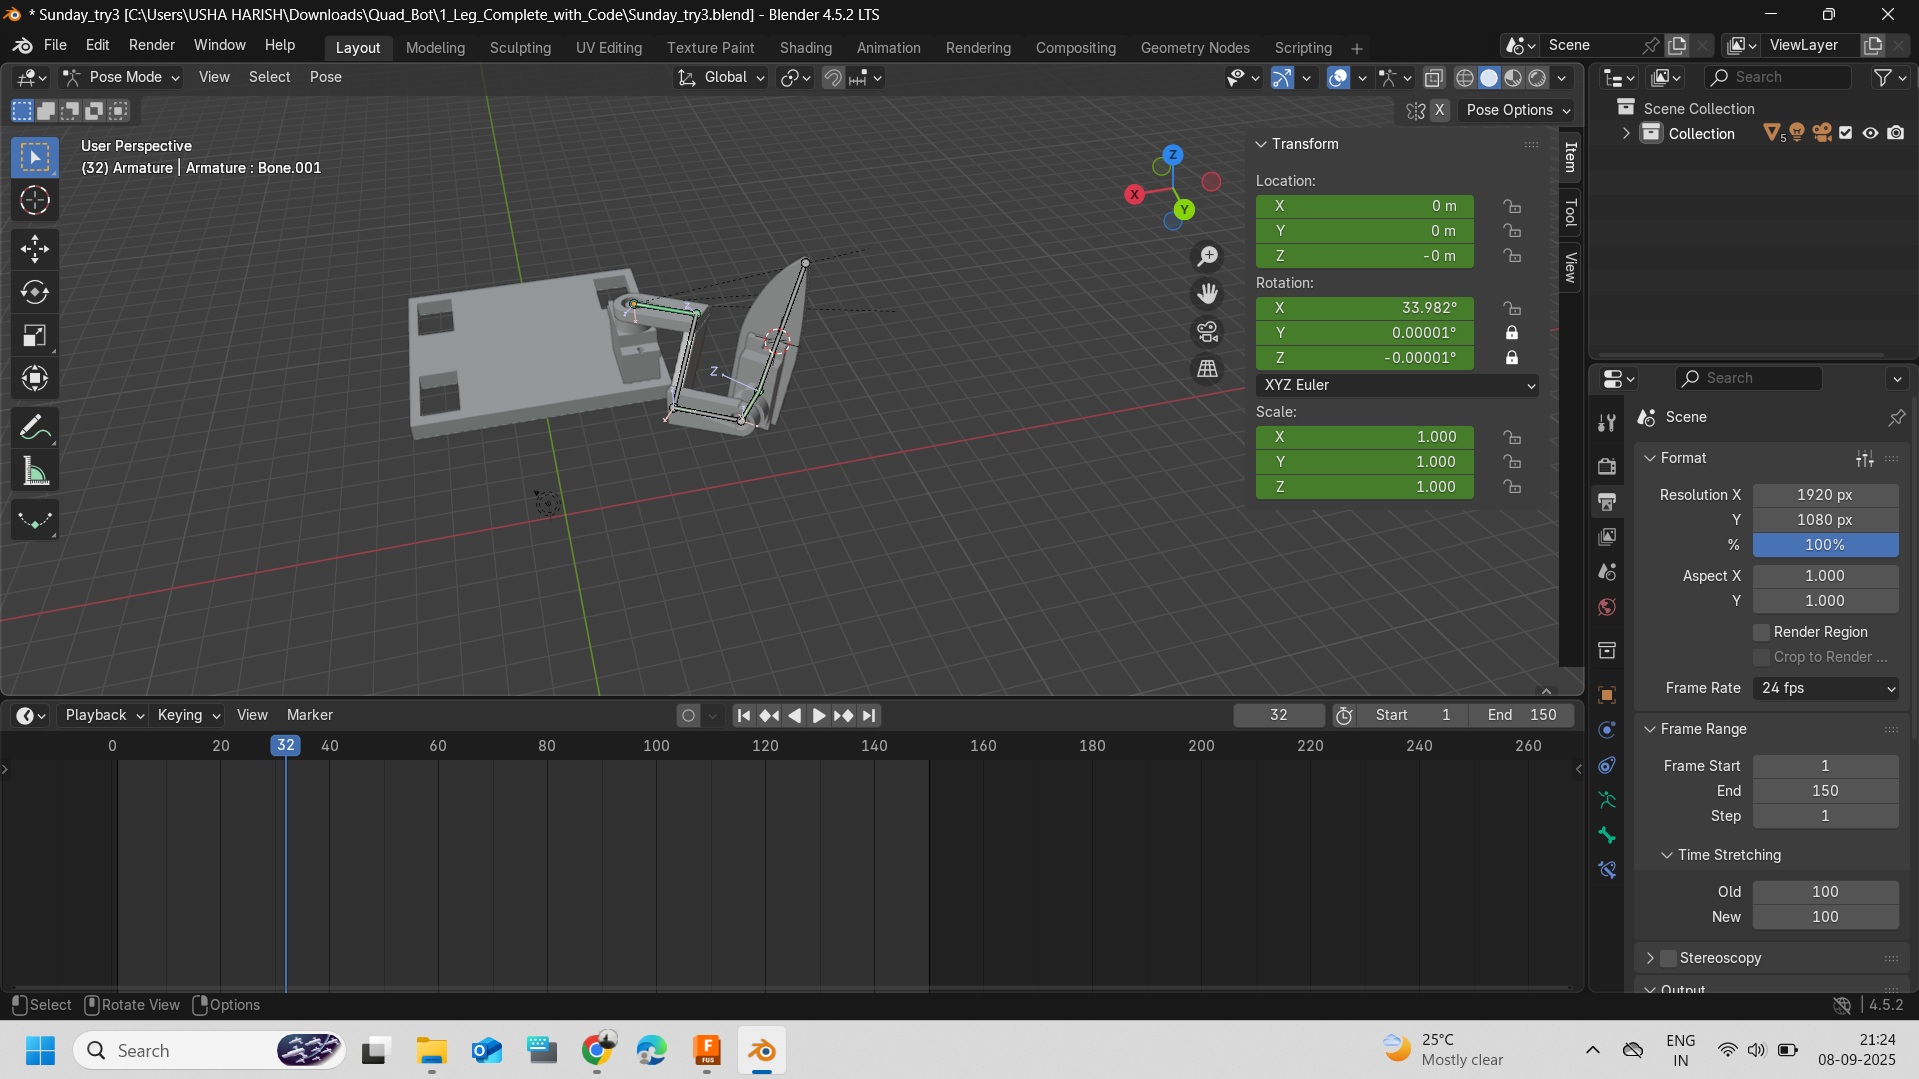 * Sunday_try3 [C:\Users\USHA HARISH\Downloads\Quad_Bot\1_Leg_Complete_with_Code\Sunday_try3.blend] - Blender 4.5.2 LTS
File Edit Render Window Help Layout Modeling Sculpting UV Editing Texture Paint Shading Animation Rendering Compositing Geometry Nodes Scripting Scene ViewLayer
Pose Mode View Select Pose Global Search
X Pose Options
Scene Collection
Collection 5
User Perspective
(32) Armature | Armature : Bone.001
Transform
Location:
X 0 m
Y 0 m
Z -0 m
Rotation:
X 33.982°
Y 0.00001°
Z -0.00001°
XYZ Euler
Scale:
X 1.000
Y 1.000
Z 1.000
Item
Tool
View
Z
X
Y
Z
Search
Scene
Format
Resolution X 1920 px
Y 1080 px
% 100%
Aspect X 1.000
Y 1.000
Render Region
Crop to Render ...
Frame Rate 24 fps
Frame Range
Frame Start 1
End 150
Step 1
Time Stretching
Old 100
New 100
Stereoscopy
Output
Playback Keying View Marker 32 Start 1 End 150
0 20 32 40 60 80 100 120 140 160 180 200 220 240 260
Select Rotate View Options 4.5.2
Search
25°C
Mostly clear
ENG
IN
21:24
08-09-2025
F
FUS